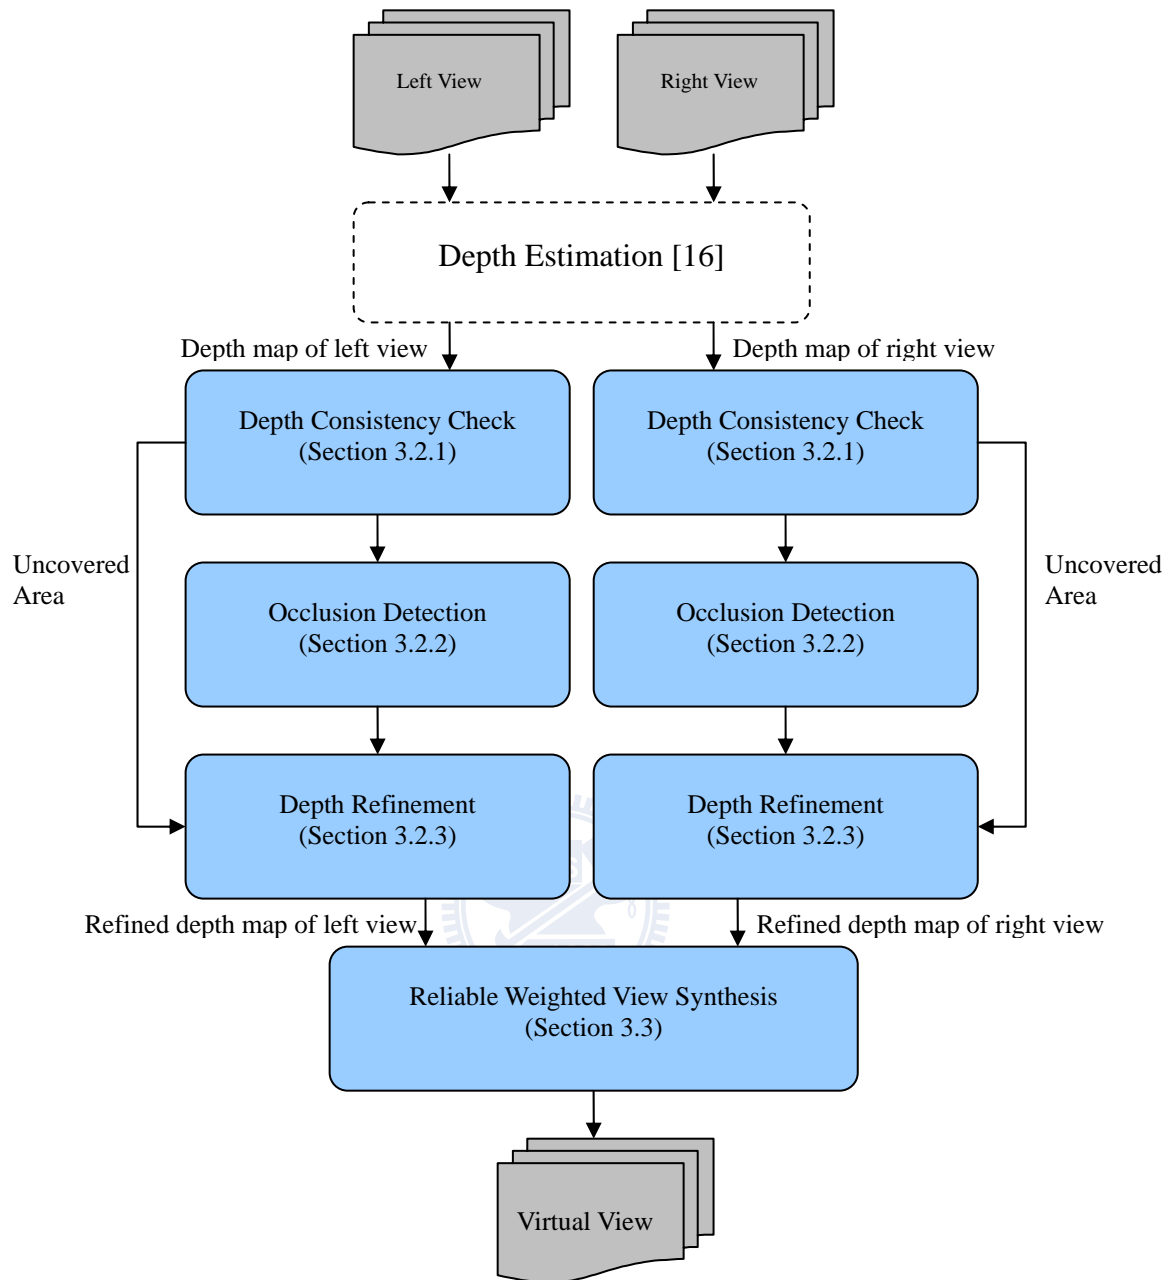 Left View
Right View
Depth Estimation [16]
Depth map of left view
Depth map of right view
Depth Consistency Check
(Section 3.2.1)
Depth Consistency Check
(Section 3.2.1)
Uncovered
Area
Uncovered
Area
Occlusion Detection
(Section 3.2.2)
Occlusion Detection
(Section 3.2.2)
Depth Refinement
(Section 3.2.3)
Depth Refinement
(Section 3.2.3)
Refined depth map of left view
Refined depth map of right view
Reliable Weighted View Synthesis
(Section 3.3)
Virtual View